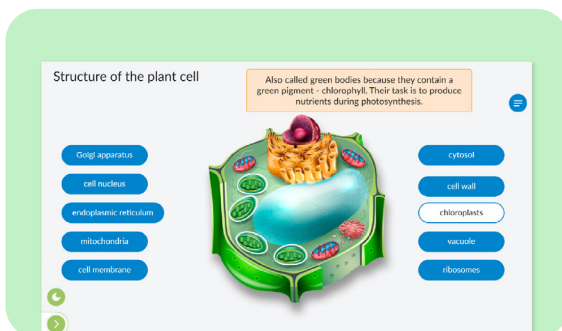 Structure of the plant cell
Also called green bodies because they contain a
green pigment - chlorophyll. Their task is to produce
nutrients during photosynthesis.
Golgi apparatus
cell nucleus
endoplasmic reticulum
mitochondria
cell membrane
cytosol
cell wall
chloroplasts
vacuole
ribosomes